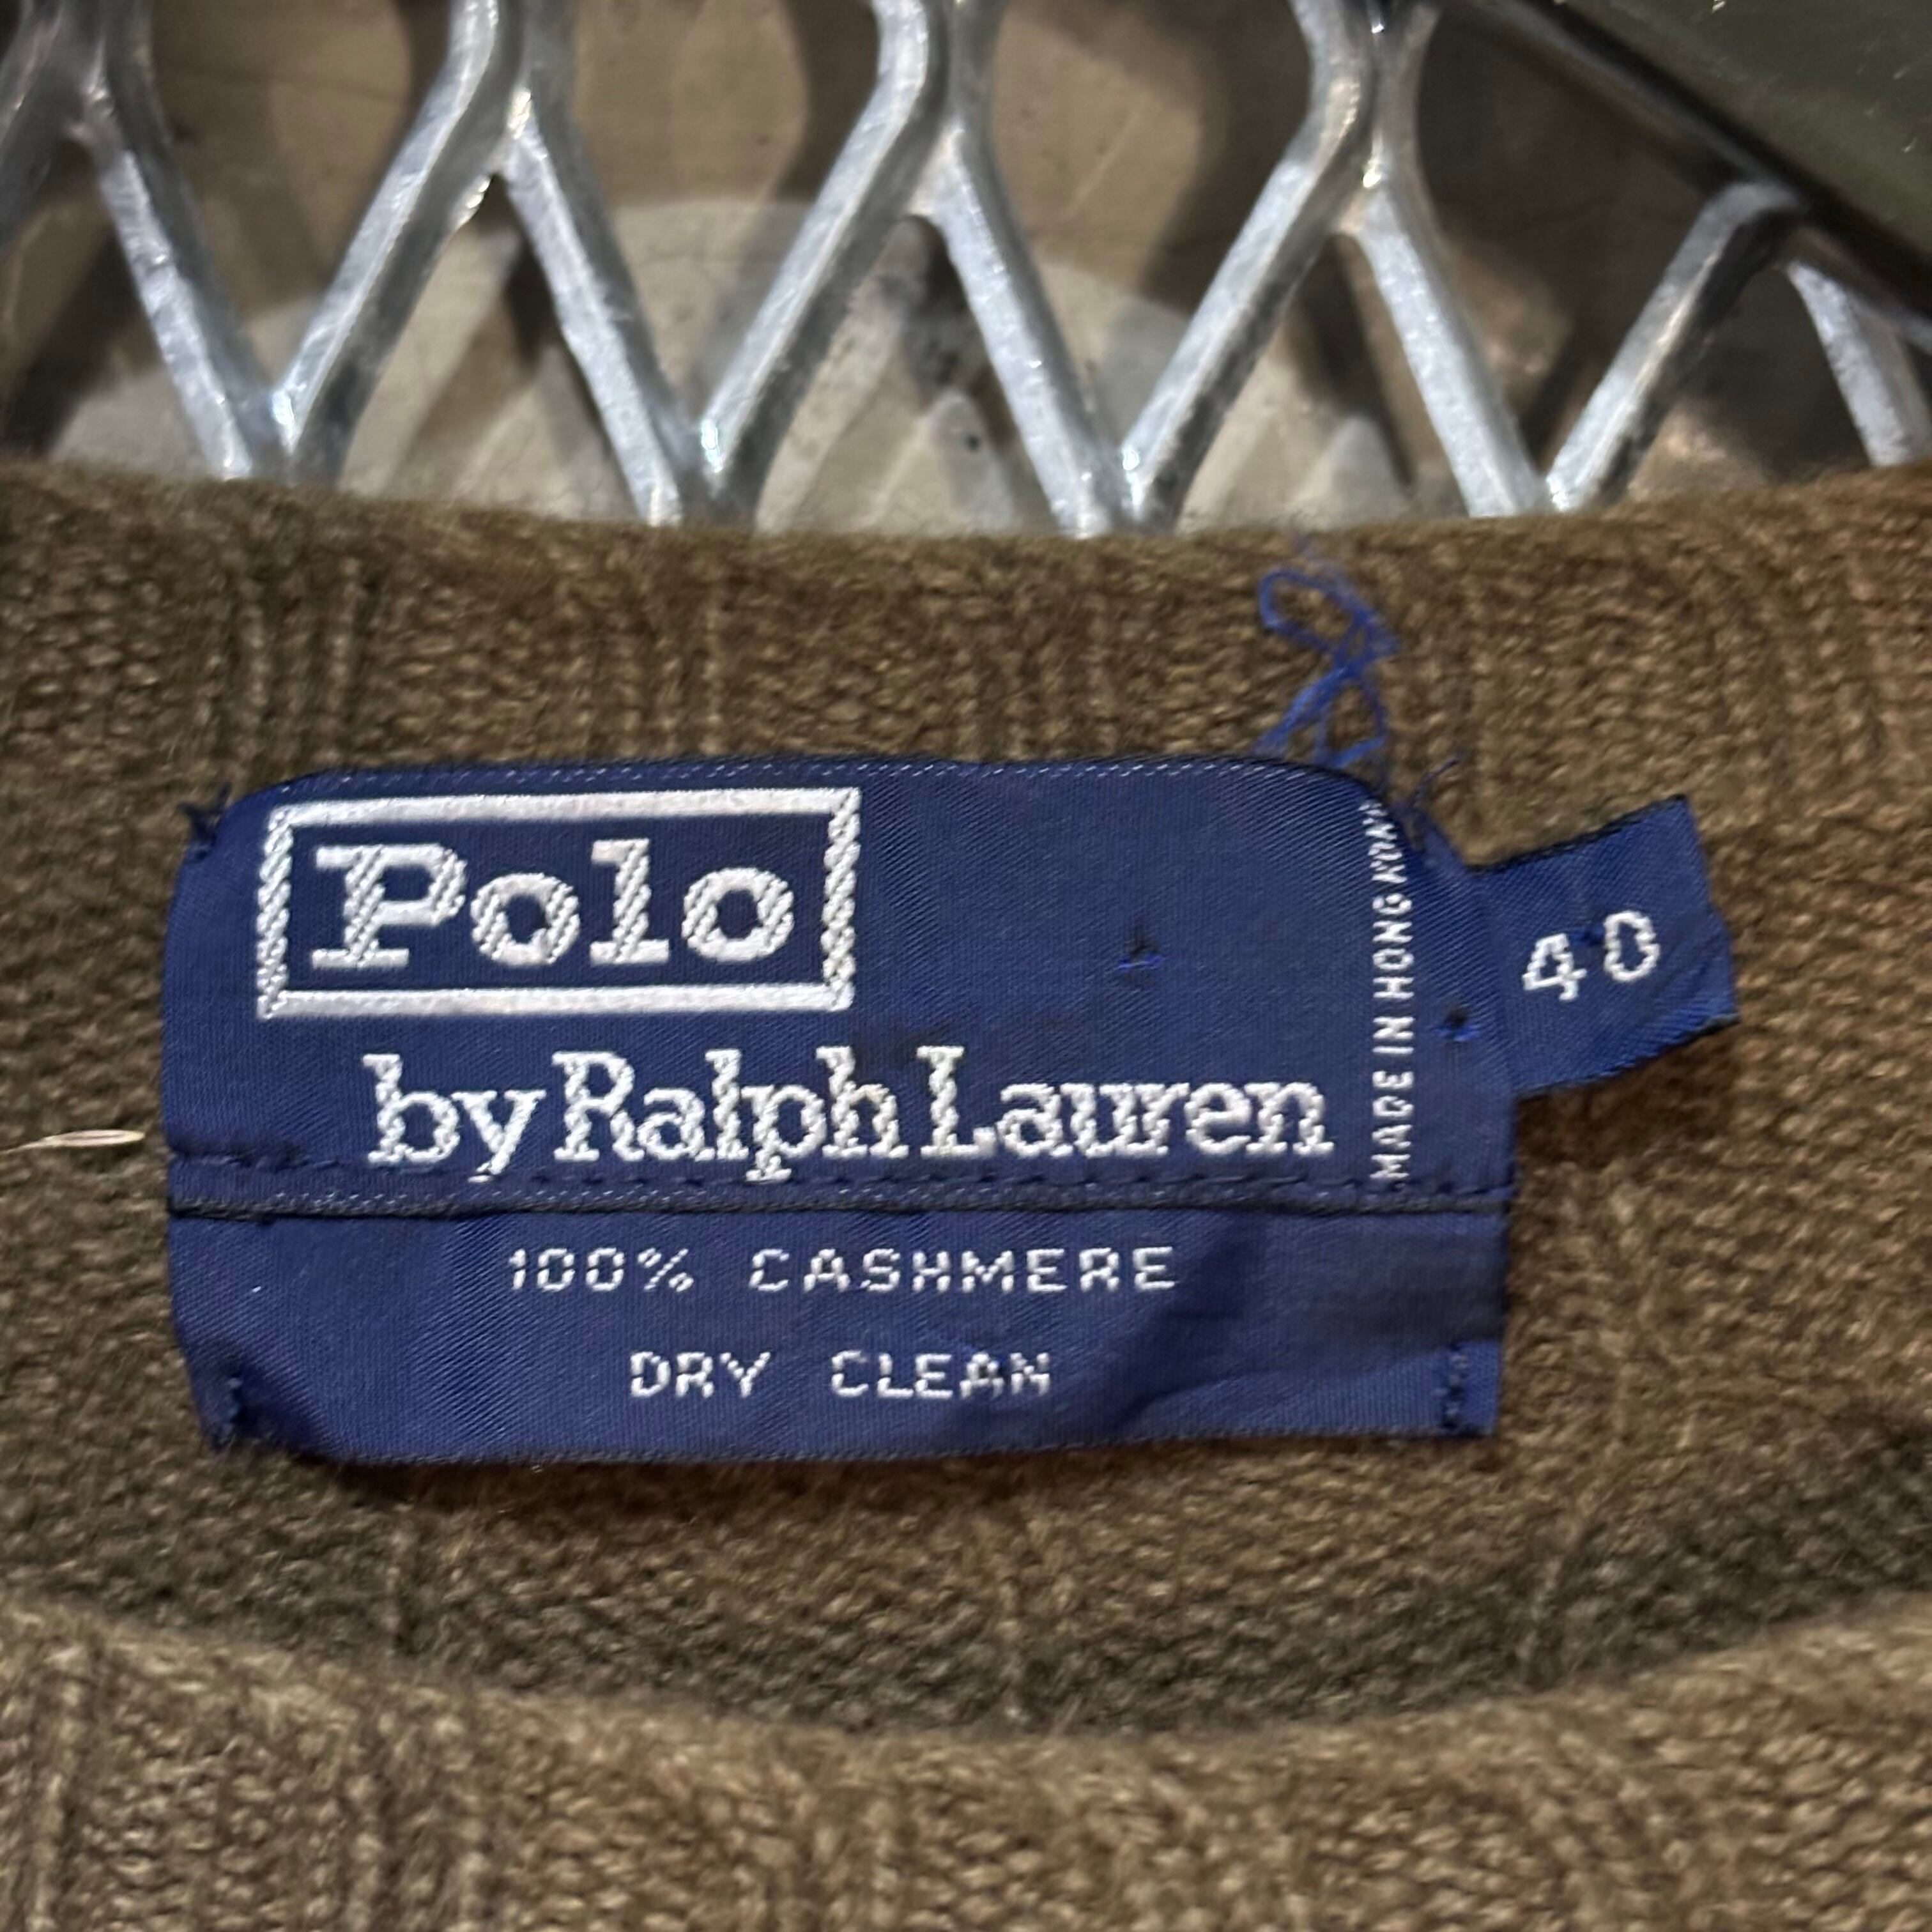 Polo
by Ralph Lauren
MADE IN HONG KONG
40
100% CASHMERE
DRY CLEAN